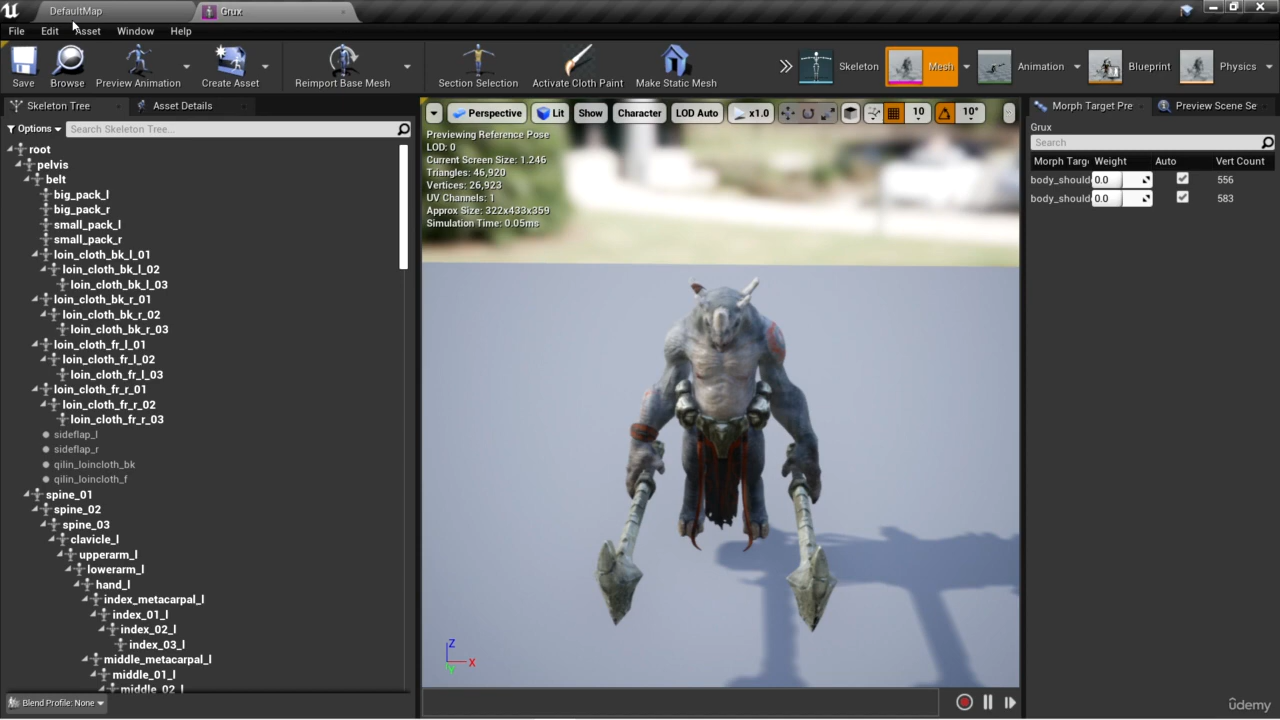 DefaultMap
Grux
File Edit Asset Window Help
Save
Browse
Preview Animation
Create Asset
Reimport Base Mesh
Section Selection
Activate Cloth Paint
Make Static Mesh
Skeleton
Mesh
Animation
Blueprint
Physics
Skeleton Tree
Asset Details
Options
Search Skeleton Tree...
root
pelvis
belt
big_pack_l
big_pack_r
small_pack_l
small_pack_r
loin_cloth_bk_l_01
loin_cloth_bk_l_02
loin_cloth_bk_l_03
loin_cloth_bk_r_01
loin_cloth_bk_r_02
loin_cloth_bk_r_03
loin_cloth_fr_l_01
loin_cloth_fr_l_02
loin_cloth_fr_l_03
loin_cloth_fr_r_01
loin_cloth_fr_r_02
loin_cloth_fr_r_03
sideflap_l
sideflap_r
qilin_loincloth_bk
qilin_loincloth_f
spine_01
spine_02
spine_03
clavicle_l
upperarm_l
lowerarm_l
hand_l
index_metacarpal_l
index_01_l
index_02_l
index_03_l
middle_metacarpal_l
middle_01_l
middle_02_l
Blend Profile: None
Perspective
Lit
Show
Character
LOD Auto
x1.0
10
10°
Previewing Reference Pose
LOD: 0
Current Screen Size: 1.246
Triangles: 46,920
Vertices: 26,923
UV Channels: 1
Approx Size: 322x433x359
Simulation Time: 0.05ms
Z
X
Y
Morph Target Pre
Preview Scene Se
Grux
Search
Morph Targ Weight Auto Vert Count
body_should 0.0 556
body_should 0.0 583
ûdemy